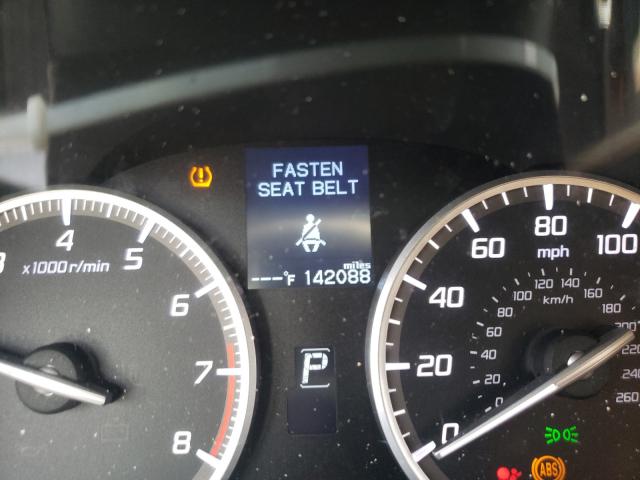 FASTEN
SEAT BELT
miles
---°F 142088
P
3 4 5 6 7 8
x1000r/min
0 20 40 60 80 100
mph
0 20 40 60 80 100 120 140 160 180 200 220 240 260
km/h
ABS